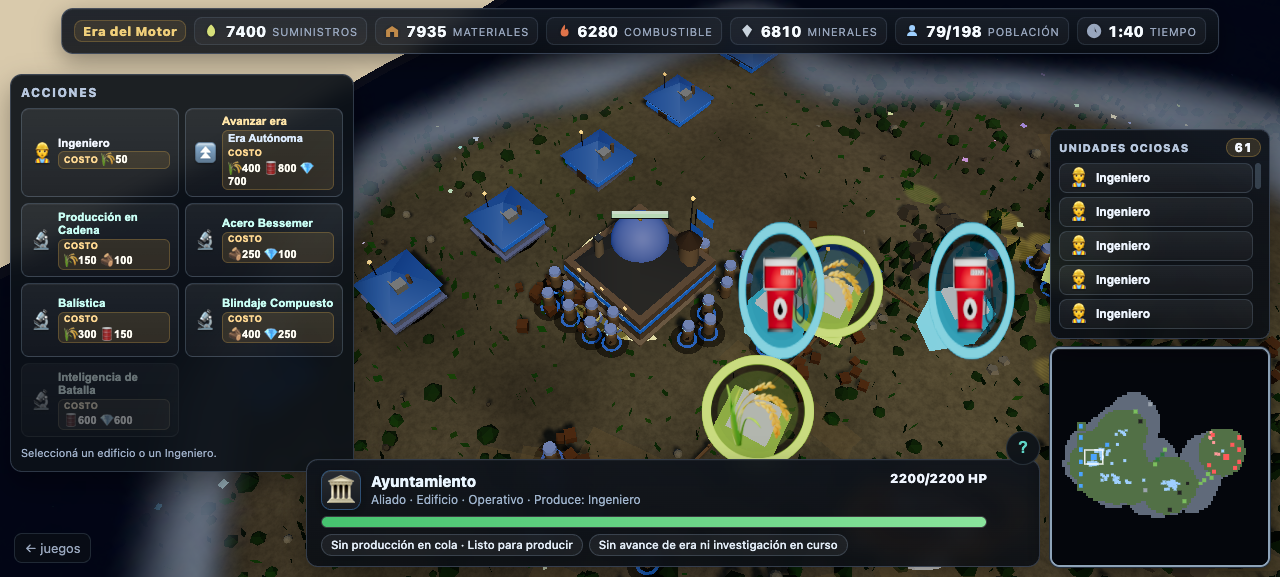 Era del Motor
7400 SUMINISTROS
7935 MATERIALES
6280 COMBUSTIBLE
6810 MINERALES
79/198 POBLACIÓN
1:40 TIEMPO
ACCIONES
Ingeniero
COSTO 50
Avanzar era
Era Autónoma
COSTO
400 800
700
Producción en
Cadena
COSTO
150 100
Acero Bessemer
COSTO
250 100
Balística
COSTO
300 150
Blindaje Compuesto
COSTO
400 250
Inteligencia de
Batalla
COSTO
600 600
Seleccioná un edificio o un Ingeniero.
UNIDADES OCIOSAS 61
Ingeniero
Ingeniero
Ingeniero
Ingeniero
Ingeniero
?
Ayuntamiento
2200/2200 HP
Aliado · Edificio · Operativo · Produce: Ingeniero
Sin producción en cola · Listo para producir
Sin avance de era ni investigación en curso
← juegos